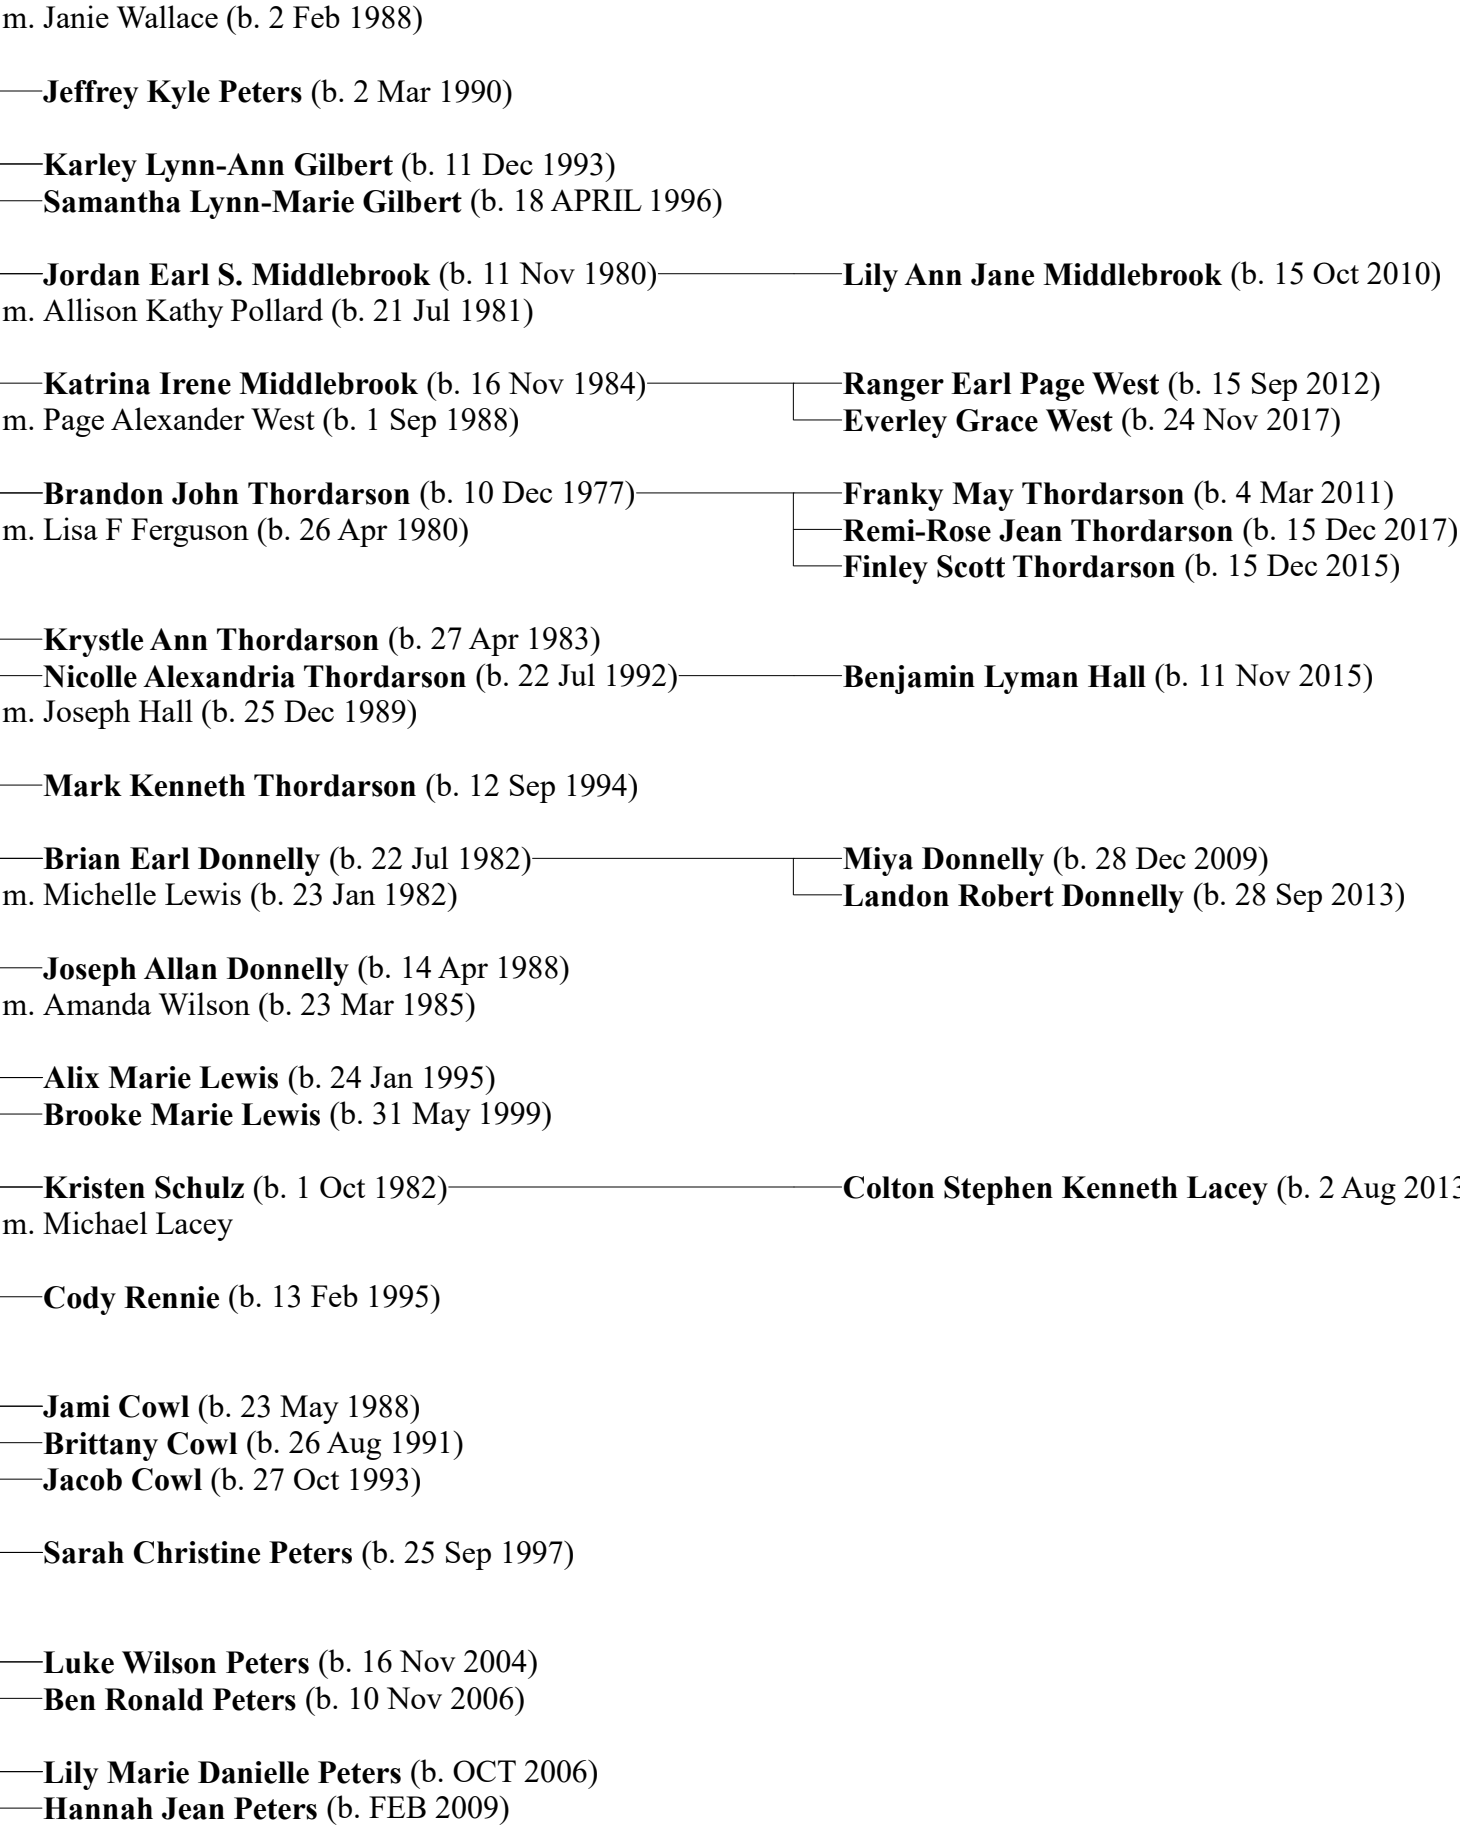 m. Janie Wallace (b. 2 Feb 1988)
Jeffrey Kyle Peters (b. 2 Mar 1990)
Karley Lynn-Ann Gilbert (b. 11 Dec 1993)
Samantha Lynn-Marie Gilbert (b. 18 APRIL 1996)
Jordan Earl S. Middlebrook (b. 11 Nov 1980) Lily Ann Jane Middlebrook (b. 15 Oct 2010)
m. Allison Kathy Pollard (b. 21 Jul 1981)
Katrina Irene Middlebrook (b. 16 Nov 1984) Ranger Earl Page West (b. 15 Sep 2012)
m. Page Alexander West (b. 1 Sep 1988) Everley Grace West (b. 24 Nov 2017)
Brandon John Thordarson (b. 10 Dec 1977) Franky May Thordarson (b. 4 Mar 2011)
m. Lisa F Ferguson (b. 26 Apr 1980) Remi-Rose Jean Thordarson (b. 15 Dec 2017)
Finley Scott Thordarson (b. 15 Dec 2015)
Krystle Ann Thordarson (b. 27 Apr 1983)
Nicolle Alexandria Thordarson (b. 22 Jul 1992) Benjamin Lyman Hall (b. 11 Nov 2015)
m. Joseph Hall (b. 25 Dec 1989)
Mark Kenneth Thordarson (b. 12 Sep 1994)
Brian Earl Donnelly (b. 22 Jul 1982) Miya Donnelly (b. 28 Dec 2009)
m. Michelle Lewis (b. 23 Jan 1982) Landon Robert Donnelly (b. 28 Sep 2013)
Joseph Allan Donnelly (b. 14 Apr 1988)
m. Amanda Wilson (b. 23 Mar 1985)
Alix Marie Lewis (b. 24 Jan 1995)
Brooke Marie Lewis (b. 31 May 1999)
Kristen Schulz (b. 1 Oct 1982) Colton Stephen Kenneth Lacey (b. 2 Aug 2013
m. Michael Lacey
Cody Rennie (b. 13 Feb 1995)
Jami Cowl (b. 23 May 1988)
Brittany Cowl (b. 26 Aug 1991)
Jacob Cowl (b. 27 Oct 1993)
Sarah Christine Peters (b. 25 Sep 1997)
Luke Wilson Peters (b. 16 Nov 2004)
Ben Ronald Peters (b. 10 Nov 2006)
Lily Marie Danielle Peters (b. OCT 2006)
Hannah Jean Peters (b. FEB 2009)